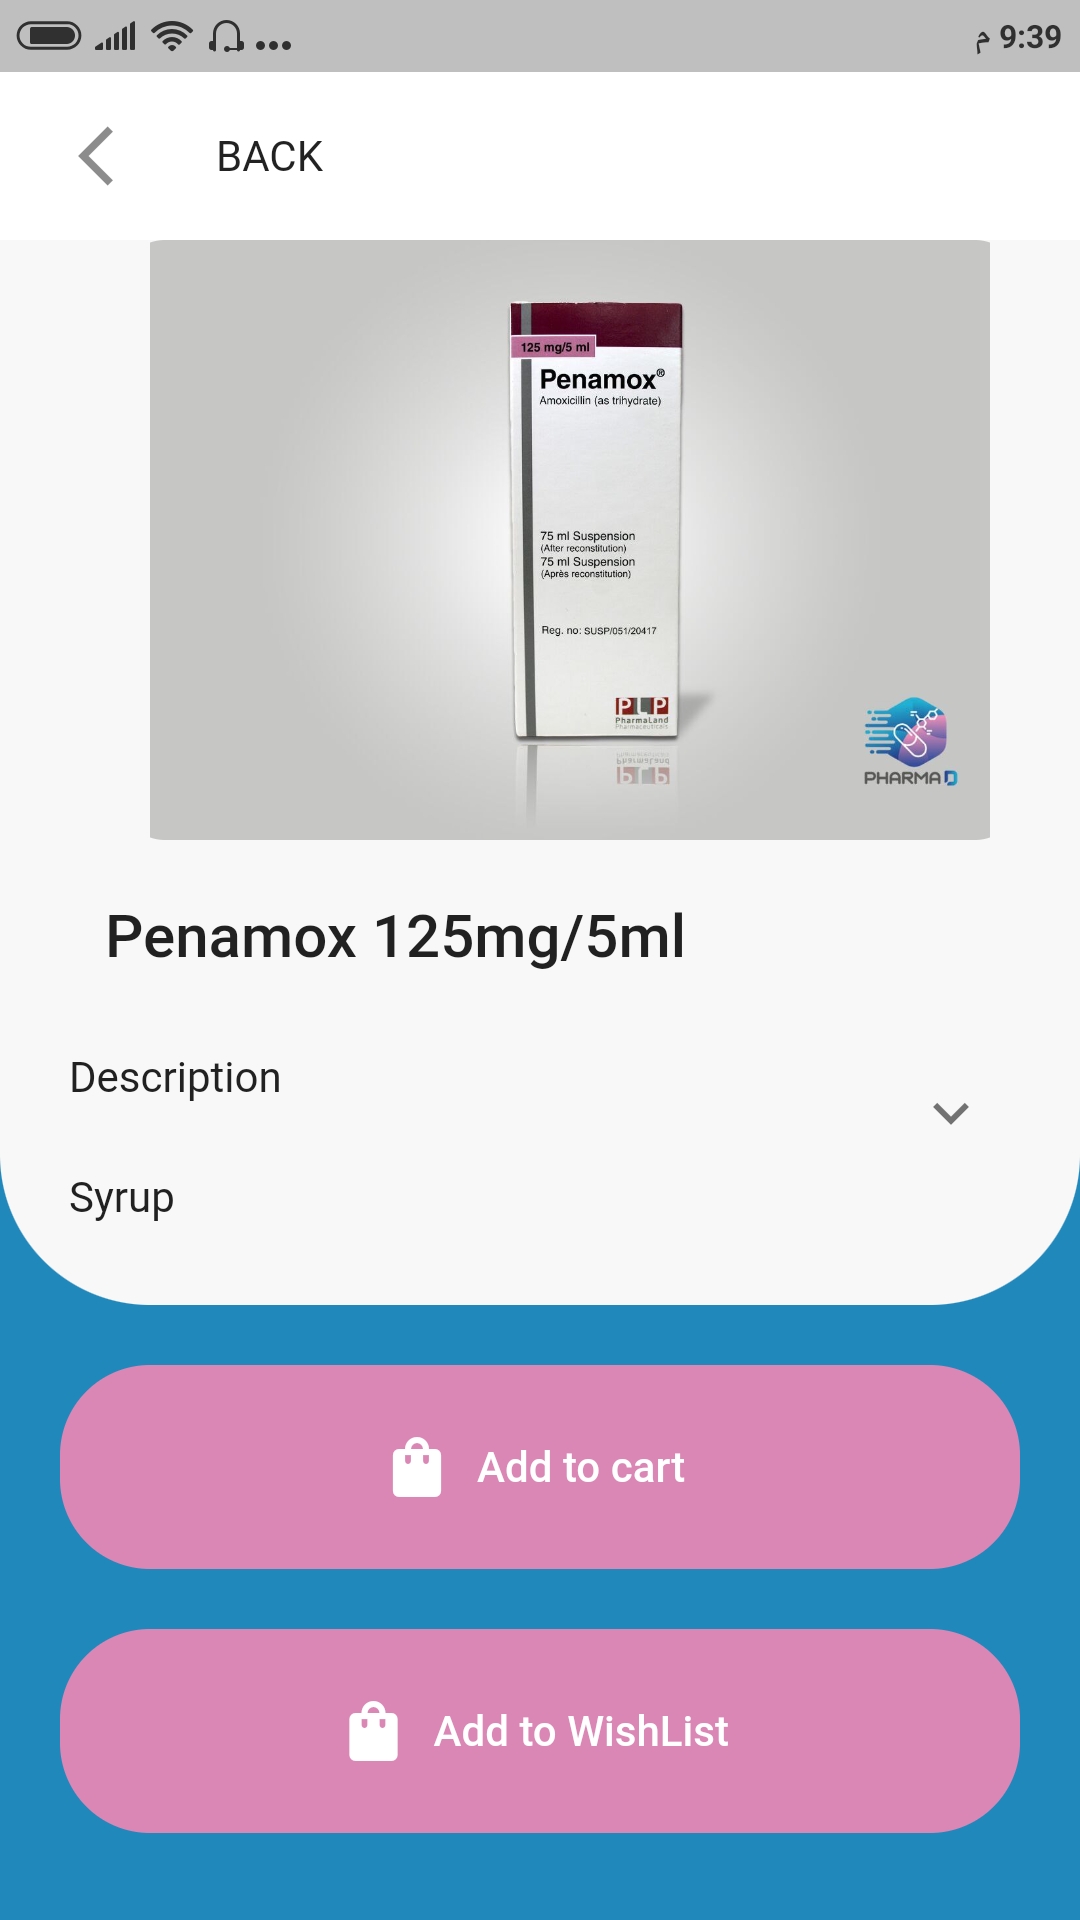 9:39 م
BACK
125 mg/5 ml
Penamox®
Amoxicillin (as trihydrate)
75 ml Suspension
(After reconstitution)
75 ml Suspension
(Après reconstitution)
Reg. no: SUSP/051/20417
PLP
PharmaLand
Pharmaceuticals
PHARMA D
Penamox 125mg/5ml
Description
Syrup
Add to cart
Add to WishList